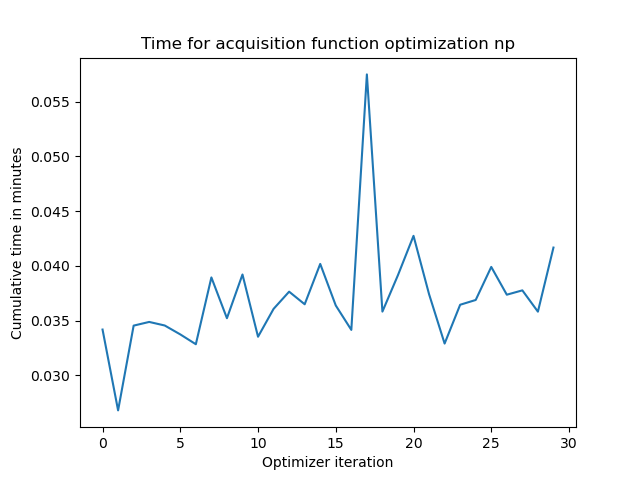 Time for acquisition function optimization np
Cumulative time in minutes
0.055
0.050
0.045
0.040
0.035
0.030
0 5 10 15 20 25 30
Optimizer iteration